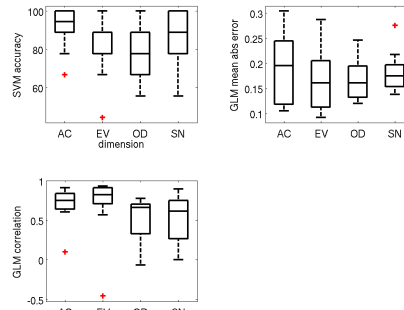 100
80
60
SVM accuracy
AC EV OD SN
dimension
0.3
0.25
0.2
0.15
0.1
GLM mean abs error
AC EV OD SN
1
0.5
0
-0.5
GLM correlation
AC EV OD SN